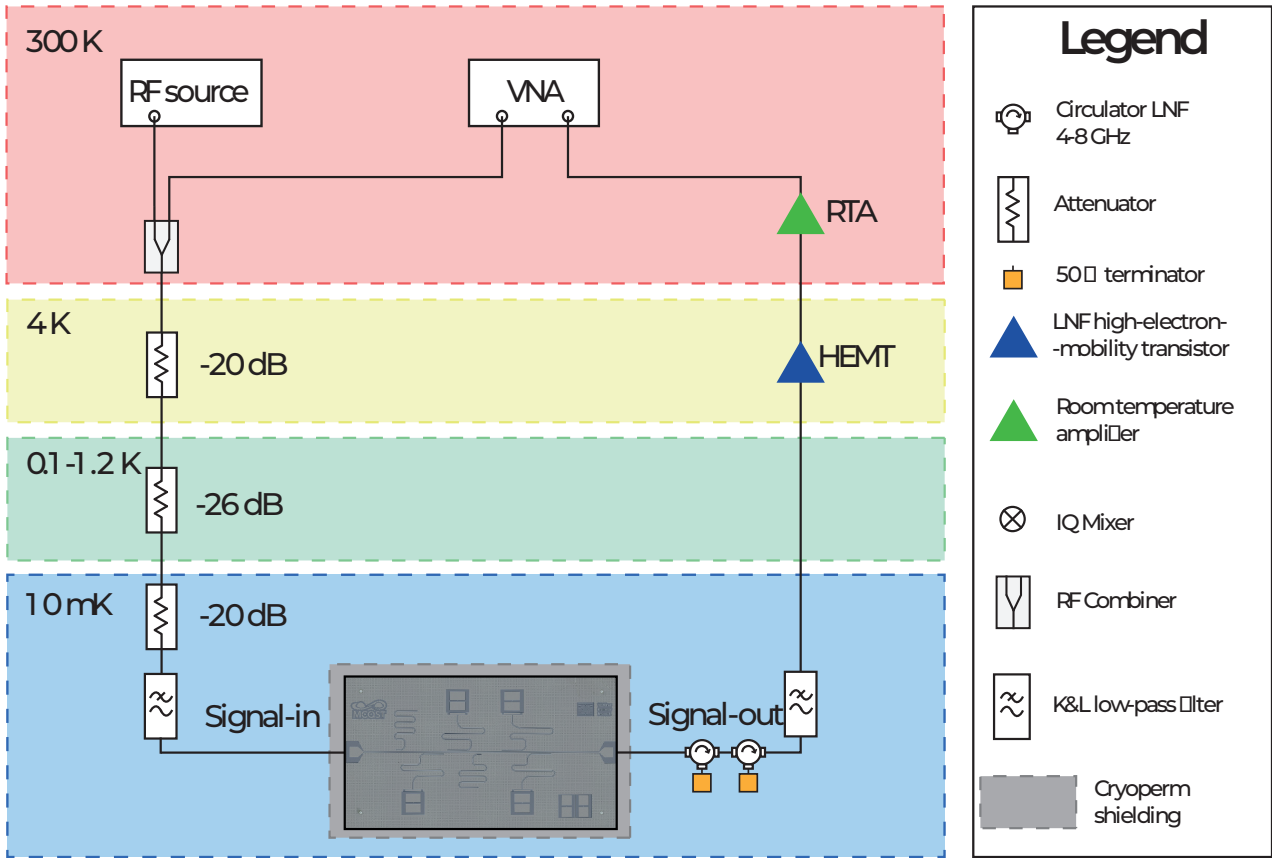 300 K
RF source
VNA
RTA
4 K
-20 dB
HEMT
0.1-1.2 K
-26 dB
10 mK
-20 dB
Signal-in
Signal-out
Legend
Circulator LNF
4-8 GHz
Attenuator
50□ terminator
LNF high-electron-
-mobility transistor
Room temperature
ampli□er
IQ Mixer
RF Combiner
K&L low-pass □lter
Cryoperm
shielding